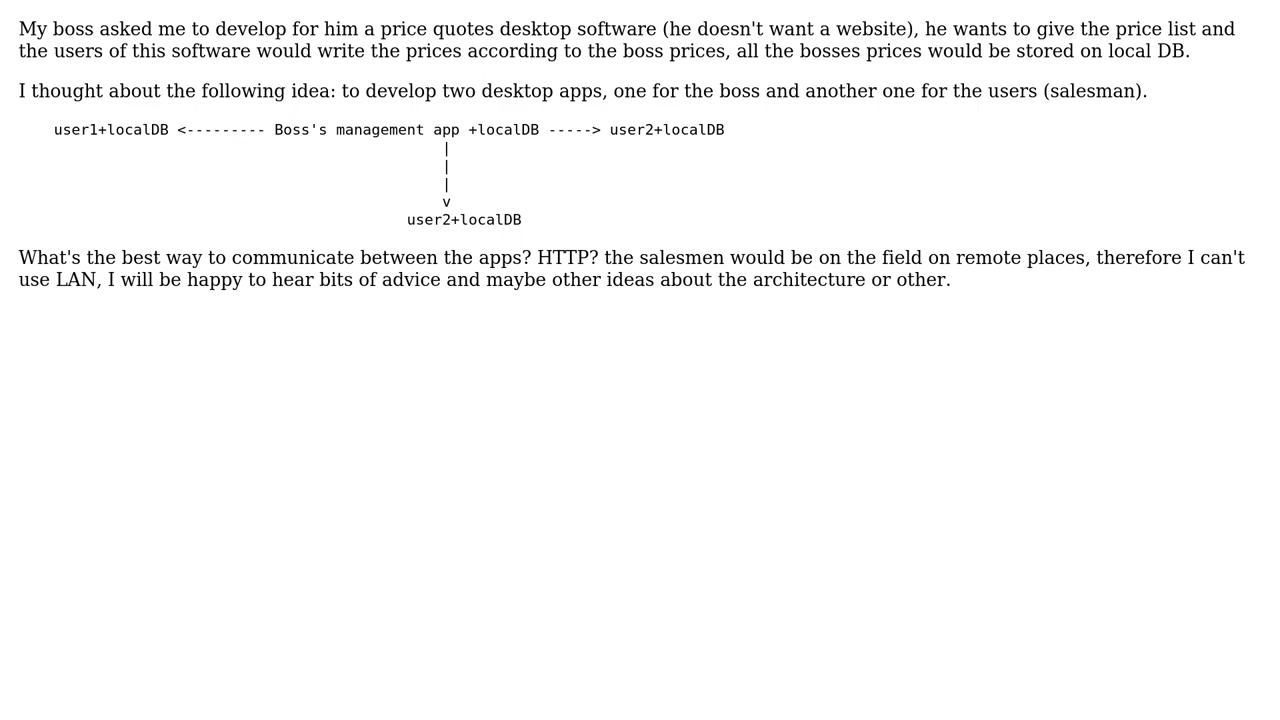 My boss asked me to develop for him a price quotes desktop software (he doesn't want a website), he wants to give the price list and
the users of this software would write the prices according to the boss prices, all the bosses prices would be stored on local DB.
I thought about the following idea: to develop two desktop apps, one for the boss and another one for the users (salesman).
user1+localDB <--------- Boss's management app +localDB -----> user2+localDB
|
|
|
v
user2+localDB
What's the best way to communicate between the apps? HTTP? the salesmen would be on the field on remote places, therefore I can't
use LAN, I will be happy to hear bits of advice and maybe other ideas about the architecture or other.